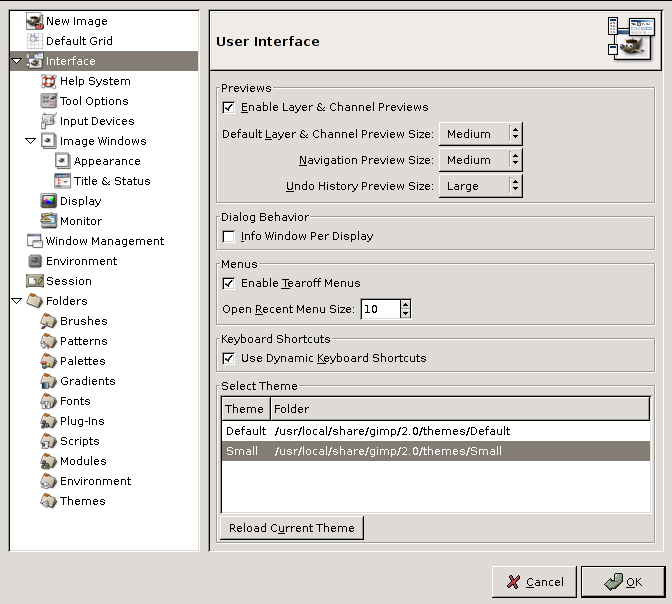 New Image
Default Grid
Interface
Help System
Tool Options
Input Devices
Image Windows
Appearance
Title & Status
Display
Monitor
Window Management
Environment
Session
Folders
Brushes
Patterns
Palettes
Gradients
Fonts
Plug-Ins
Scripts
Modules
Environment
Themes
User Interface
Previews
Enable Layer & Channel Previews
Default Layer & Channel Preview Size: Medium
Navigation Preview Size: Medium
Undo History Preview Size: Large
Dialog Behavior
Info Window Per Display
Menus
Enable Tearoff Menus
Open Recent Menu Size: 10
Keyboard Shortcuts
Use Dynamic Keyboard Shortcuts
Select Theme
Theme Folder
Default /usr/local/share/gimp/2.0/themes/Default
Small /usr/local/share/gimp/2.0/themes/Small
Reload Current Theme
Cancel OK